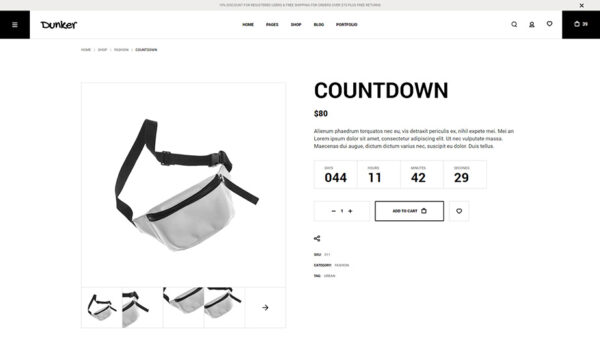 10% DISCOUNT FOR REGISTERED USERS & FREE SHIPPING FOR ORDERS OVER $75 PLUS FREE RETURNS
Dunker
HOME PAGES SHOP BLOG PORTFOLIO
39
HOME | SHOP | FASHION | COUNTDOWN
COUNTDOWN
$80
Alienum phaedrum torquatos nec eu, vis detraxit periculis ex, nihil expete mei. Mei an
Lorem ipsum dolor sit amet, consectetur adipiscing elit. Ut nec vulputate massa.
Maecenas dui augue, dictum dictum varius nec, suscipit eu dolor. Duis tellus.
DAYS HOURS MINUTES SECONDS
044 11 42 29
− 1 +
ADD TO CART
SKU: 011
CATEGORY: FASHION
TAG: URBAN